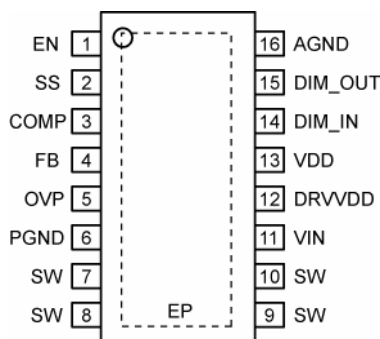 EN 1 16 AGND
SS 2 15 DIM_OUT
COMP 3 14 DIM_IN
FB 4 13 VDD
OVP 5 12 DRVVDD
PGND 6 11 VIN
SW 7 10 SW
SW 8 EP 9 SW